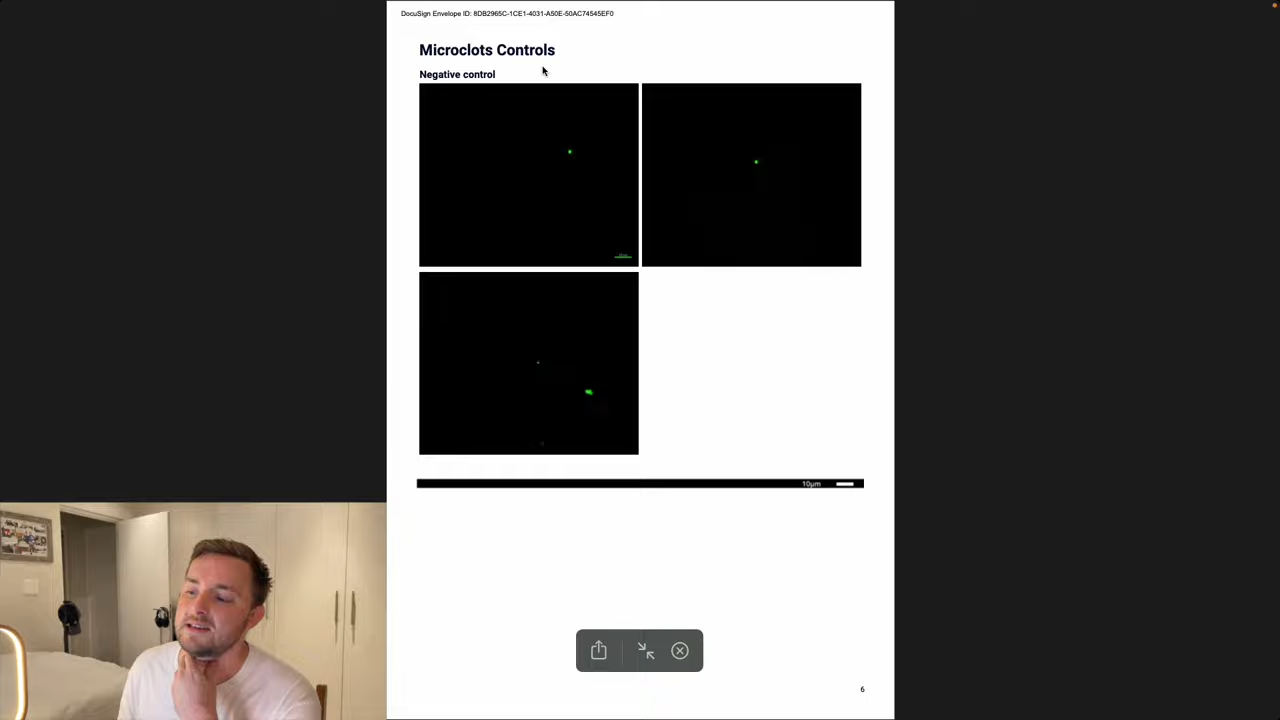 DocuSign Envelope ID: 8DB2965C-1CE1-4031-A50E-50AC74545EF0
Microclots Controls
Negative control
10μm
6